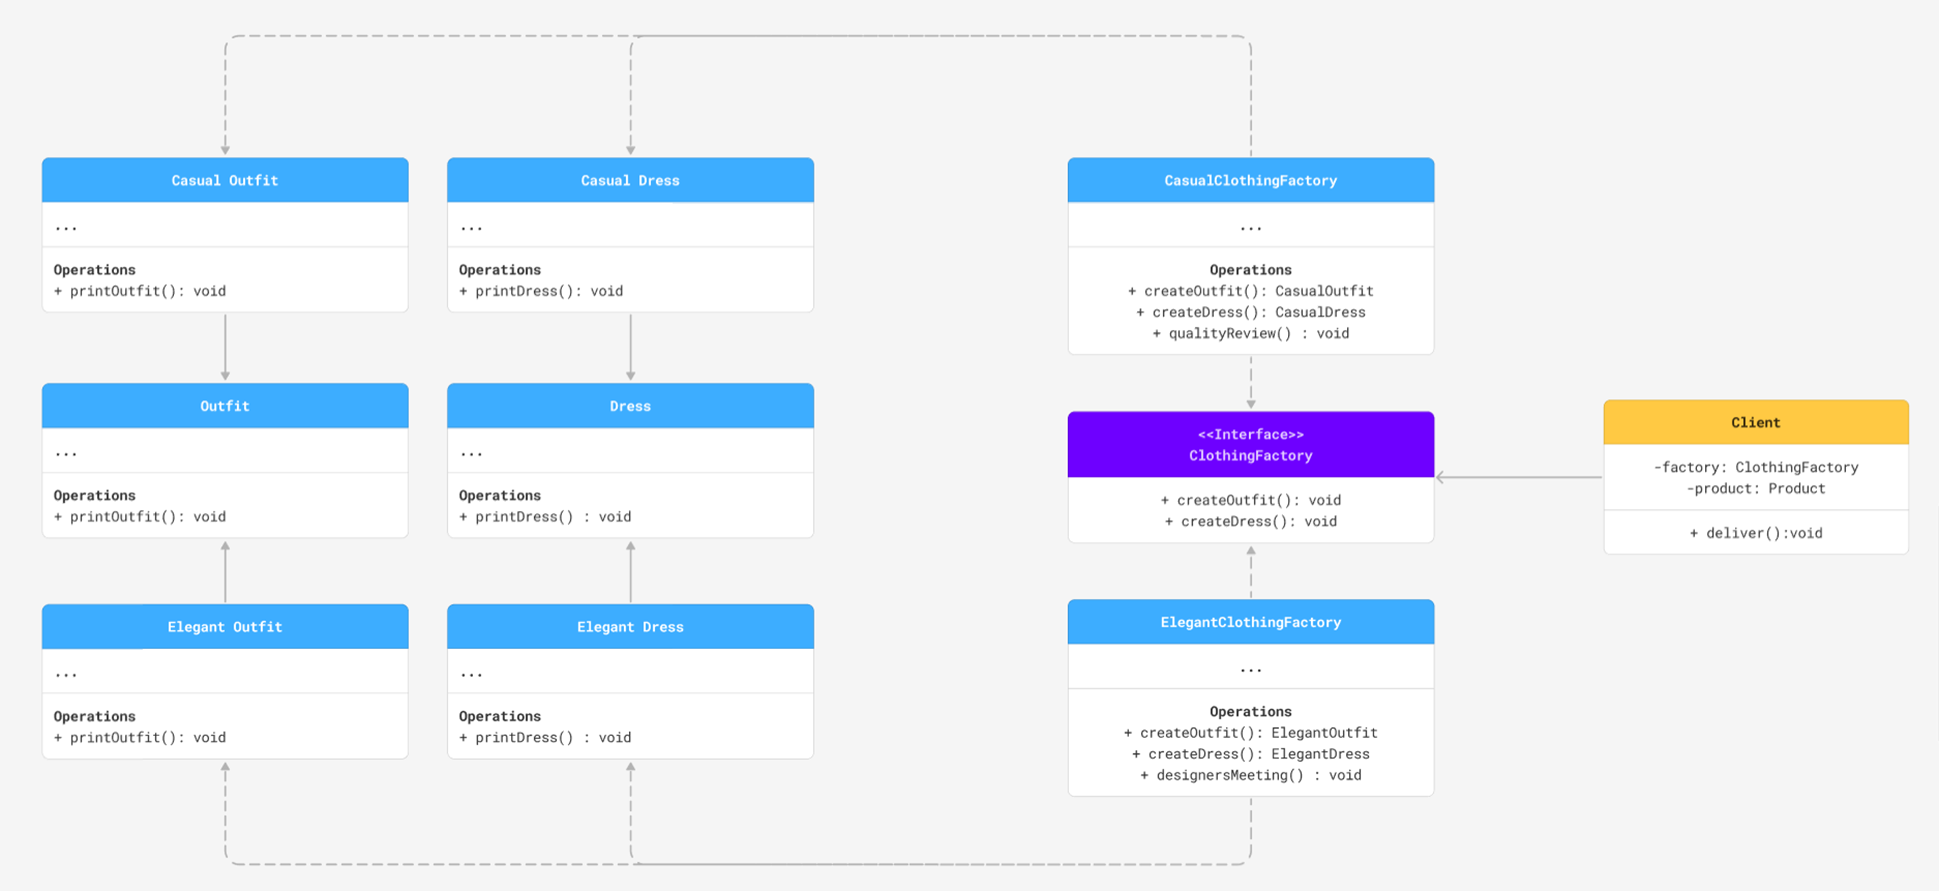 Casual Outfit
...
Operations
+ printOutfit(): void
Casual Dress
...
Operations
+ printDress(): void
CasualClothingFactory
...
Operations
+ createOutfit(): CasualOutfit
+ createDress(): CasualDress
+ qualityReview() : void
Outfit
...
Operations
+ printOutfit(): void
Dress
...
Operations
+ printDress() : void
<<Interface>>
ClothingFactory
+ createOutfit(): void
+ createDress(): void
Client
-factory: ClothingFactory
-product: Product
+ deliver():void
Elegant Outfit
...
Operations
+ printOutfit(): void
Elegant Dress
...
Operations
+ printDress() : void
ElegantClothingFactory
...
Operations
+ createOutfit(): ElegantOutfit
+ createDress(): ElegantDress
+ designersMeeting() : void